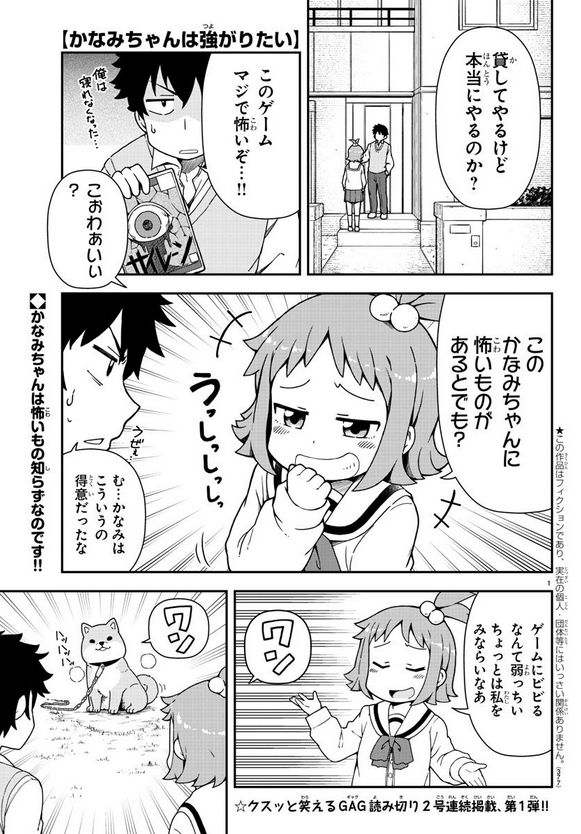 【かなみちゃんは強がりたい】
貸してやるけど
本当にやるのか?
このゲーム
マジで怖いぞ…!!
俺は
寝れなくなった…
サイレーン
こおわあいい
?
この
かなみちゃんに
怖いものが
あるとでも?
うっしっしっ
む…かなみは
こういうの
得意だったな
◆かなみちゃんは怖いもの知らずなのです!!
ゲームにビビる
なんて弱っちい
ちょっとは私を
みならいなあ
ワン
ワン
★この作品はフィクションであり、実在の個人・団体等にはいっさい関係ありません。
1
☆クスッと笑えるGAG読み切り2号連続掲載、第1弾!!